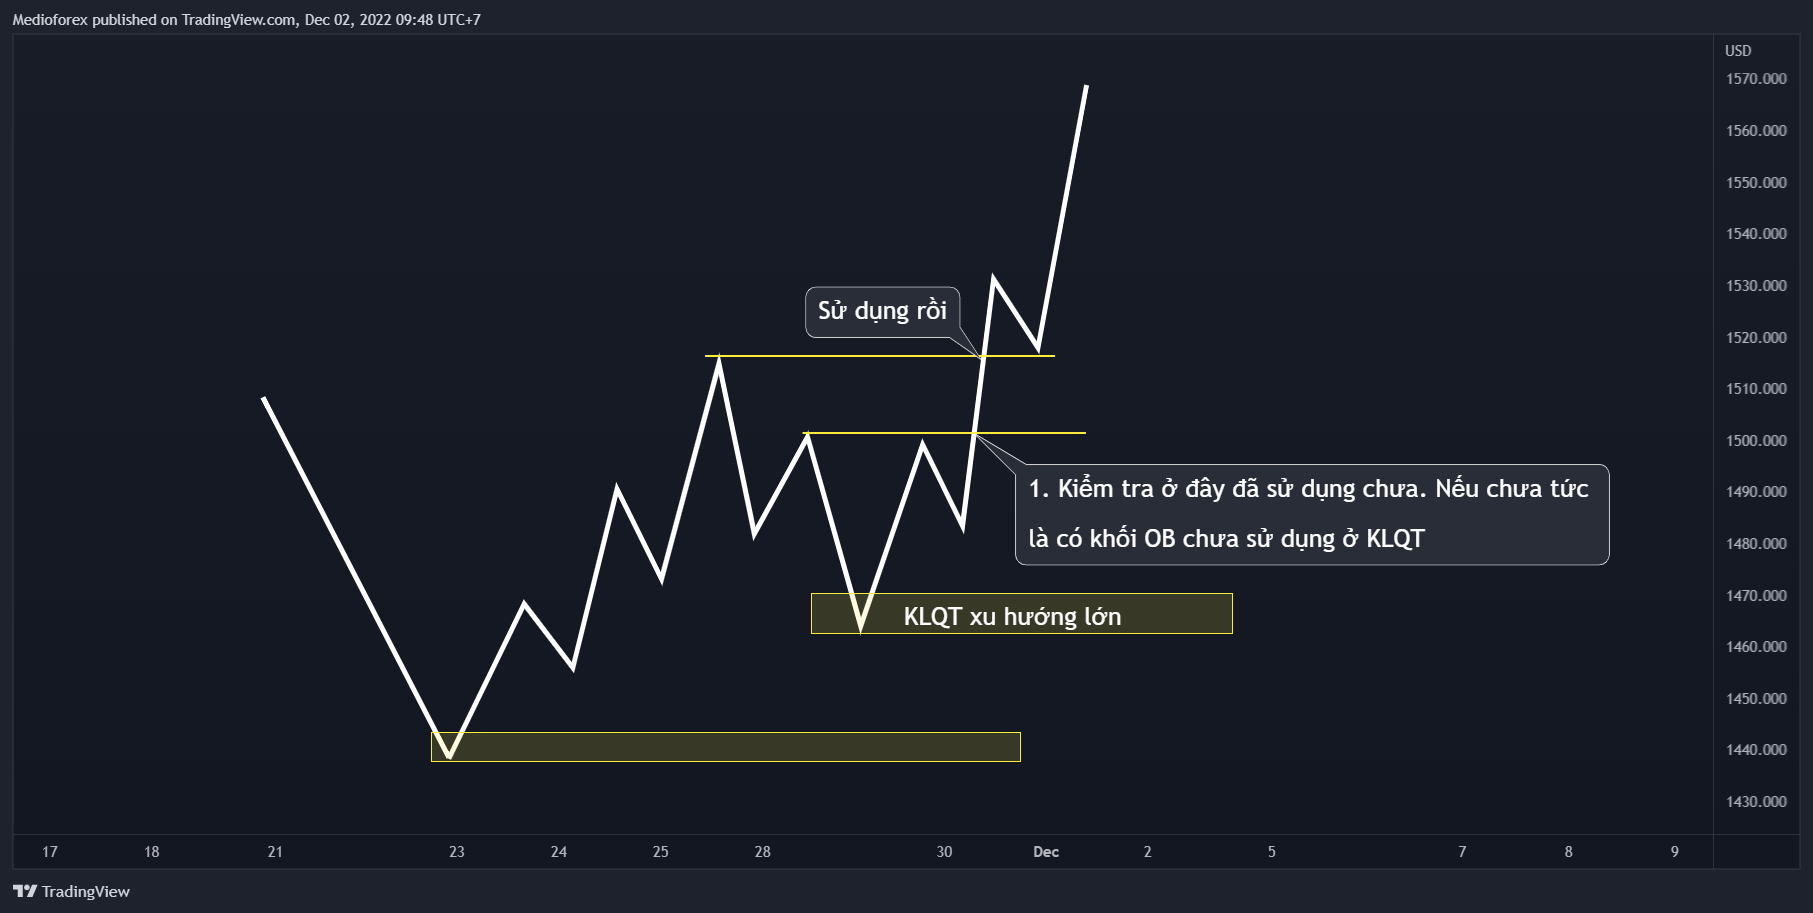 Medioforex published on TradingView.com, Dec 02, 2022 09:48 UTC+7
USD
1570.000
1560.000
1550.000
1540.000
1530.000
1520.000
1510.000
1500.000
1490.000
1480.000
1470.000
1460.000
1450.000
1440.000
1430.000
Sử dụng rồi
1. Kiểm tra ở đây đã sử dụng chưa. Nếu chưa tức
là có khối OB chưa sử dụng ở KLQT
KLQT xu hướng lớn
17 18 21 23 24 25 28 30 Dec 2 5 7 8 9
TradingView